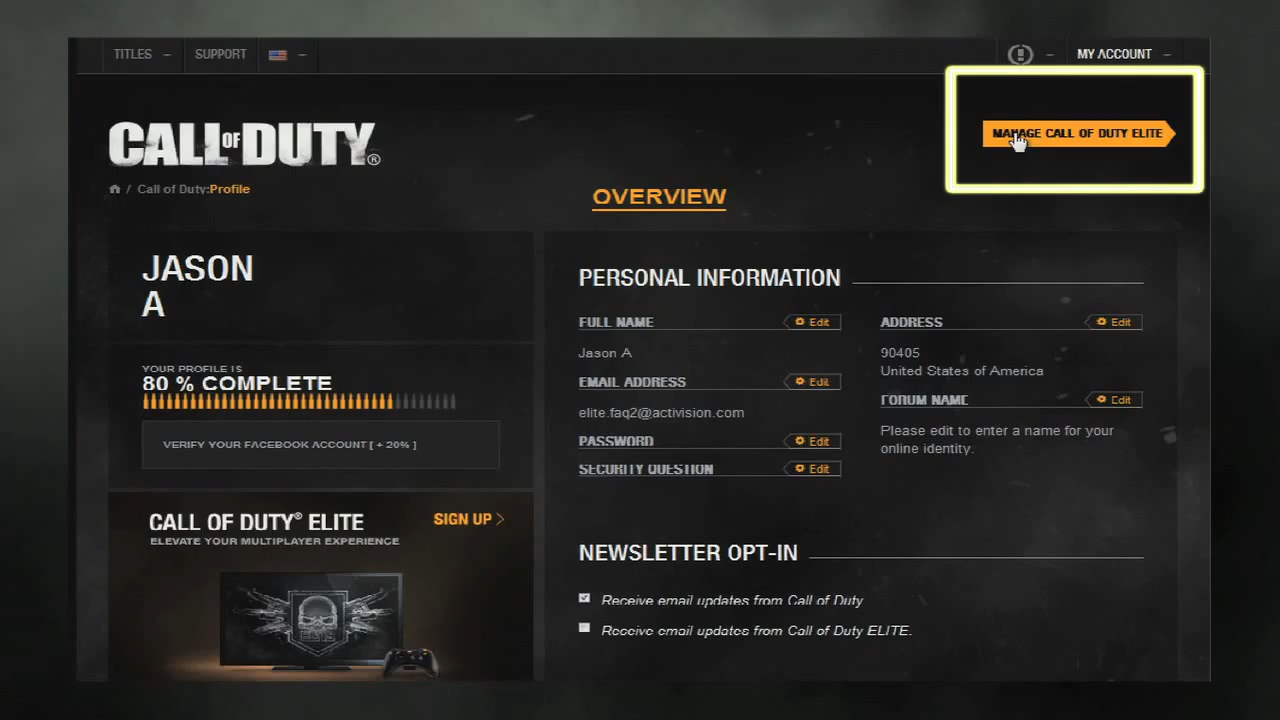 TITLES
SUPPORT
MY ACCOUNT
MANAGE CALL OF DUTY ELITE
CALL OF DUTY®
/ Call of Duty:Profile
OVERVIEW
JASON
A
YOUR PROFILE IS
80 % COMPLETE
VERIFY YOUR FACEBOOK ACCOUNT [ + 20% ]
CALL OF DUTY® ELITE
SIGN UP
ELEVATE YOUR MULTIPLAYER EXPERIENCE
ELITE
PERSONAL INFORMATION
FULL NAME Edit
Jason A
EMAIL ADDRESS Edit
elite.faq2@activision.com
PASSWORD Edit
SECURITY QUESTION Edit
ADDRESS Edit
90405
United States of America
FORUM NAME Edit
Please edit to enter a name for your
online identity.
NEWSLETTER OPT-IN
Receive email updates from Call of Duty
Receive email updates from Call of Duty ELITE.